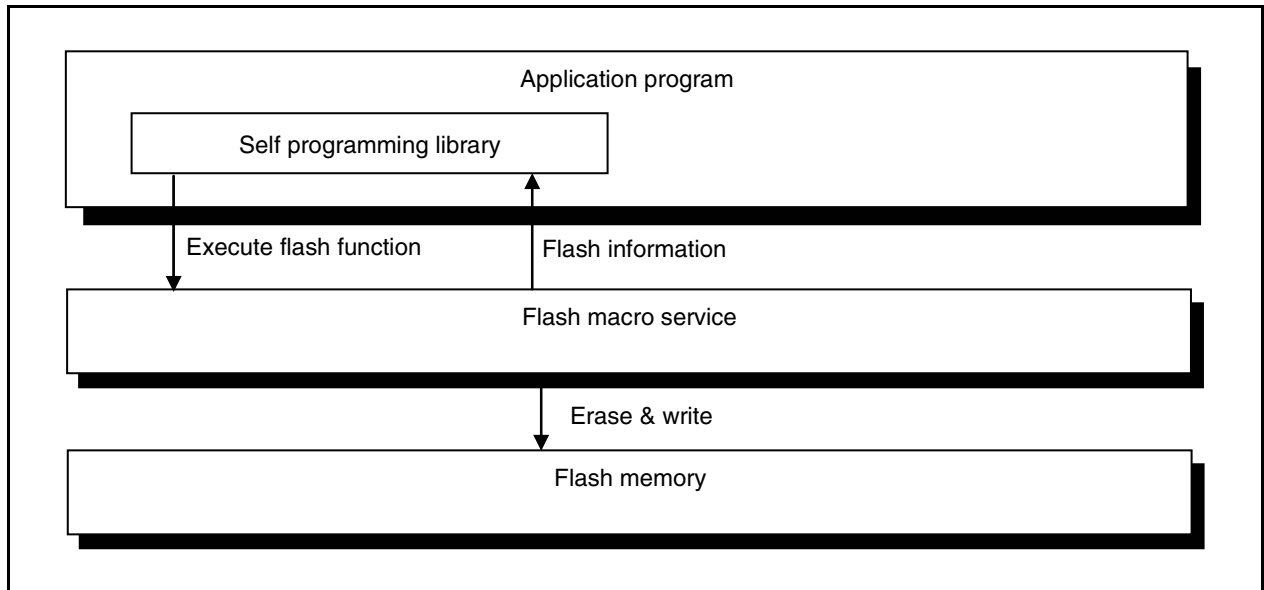 Application program
Self programming library
Execute flash function
Flash information
Flash macro service
Erase & write
Flash memory